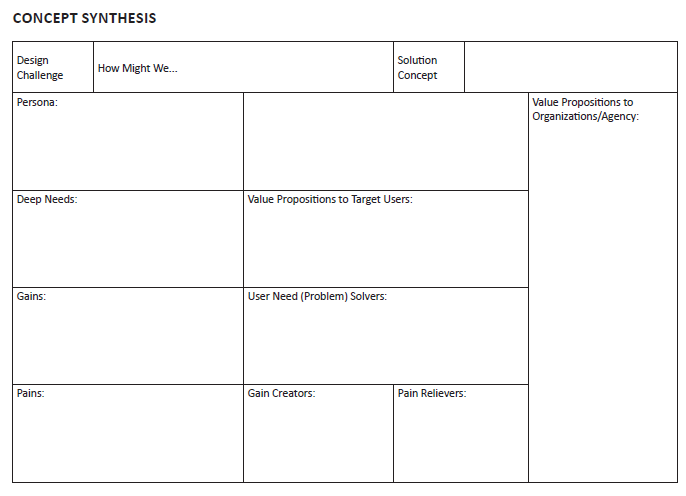 CONCEPT SYNTHESIS
Design
Challenge
How Might We...
Solution
Concept
Persona:
Value Propositions to
Organizations/Agency:
Deep Needs:
Value Propositions to Target Users:
Gains:
User Need (Problem) Solvers:
Pains:
Gain Creators:
Pain Relievers: